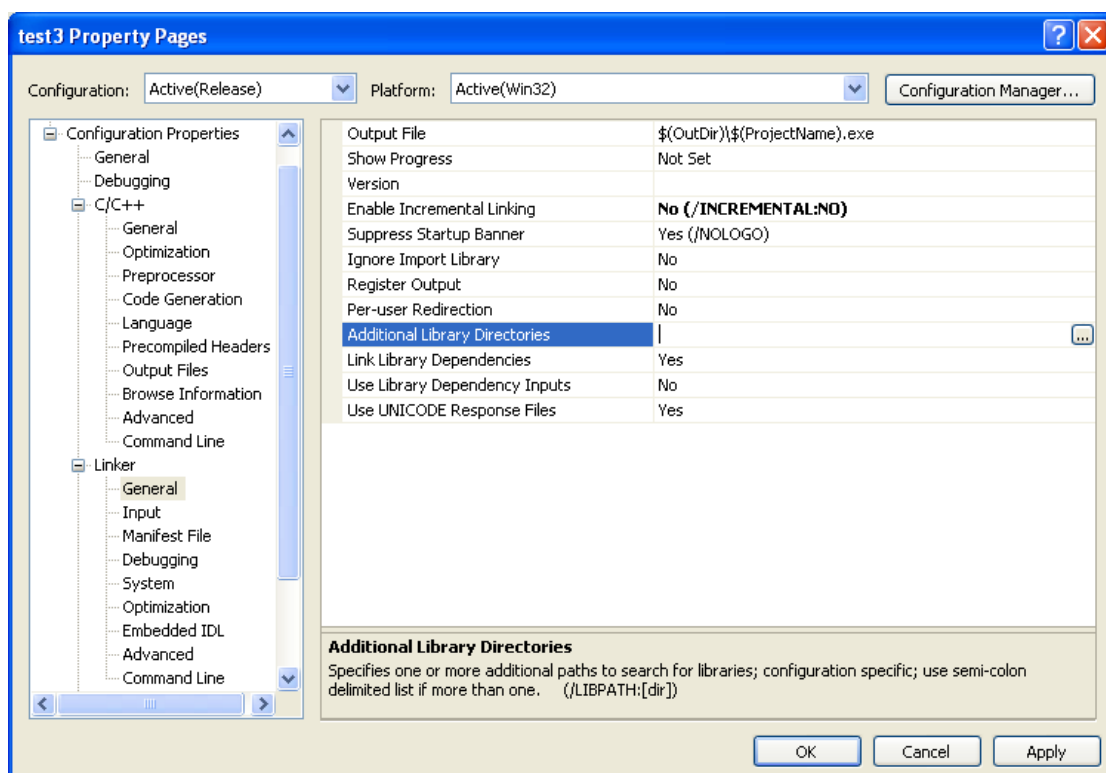 test3 Property Pages
Configuration: Active(Release) Platform: Active(Win32) Configuration Manager...
Configuration Properties
General
Debugging
C/C++
General
Optimization
Preprocessor
Code Generation
Language
Precompiled Headers
Output Files
Browse Information
Advanced
Command Line
Linker
General
Input
Manifest File
Debugging
System
Optimization
Embedded IDL
Advanced
Command Line
Output File $(OutDir)\$(ProjectName).exe
Show Progress Not Set
Version
Enable Incremental Linking No (/INCREMENTAL:NO)
Suppress Startup Banner Yes (/NOLOGO)
Ignore Import Library No
Register Output No
Per-user Redirection No
Additional Library Directories ...
Link Library Dependencies Yes
Use Library Dependency Inputs No
Use UNICODE Response Files Yes
Additional Library Directories
Specifies one or more additional paths to search for libraries; configuration specific; use semi-colon
delimited list if more than one. (/LIBPATH:[dir])
OK Cancel Apply